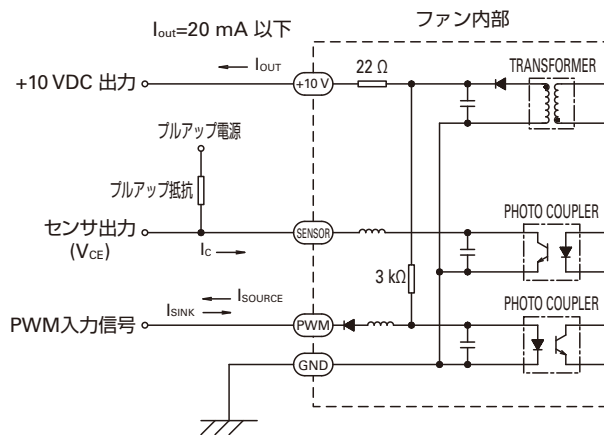 Iout=20 mA 以下
ファン内部
IOUT
+10 VDC 出力
+10 V
22 Ω
TRANSFORMER
プルアップ電源
プルアップ抵抗
センサ出力
(VCE)
IC
SENSOR
PHOTO COUPLER
3 kΩ
ISOURCE
ISINK
PWM入力信号
PWM
PHOTO COUPLER
GND